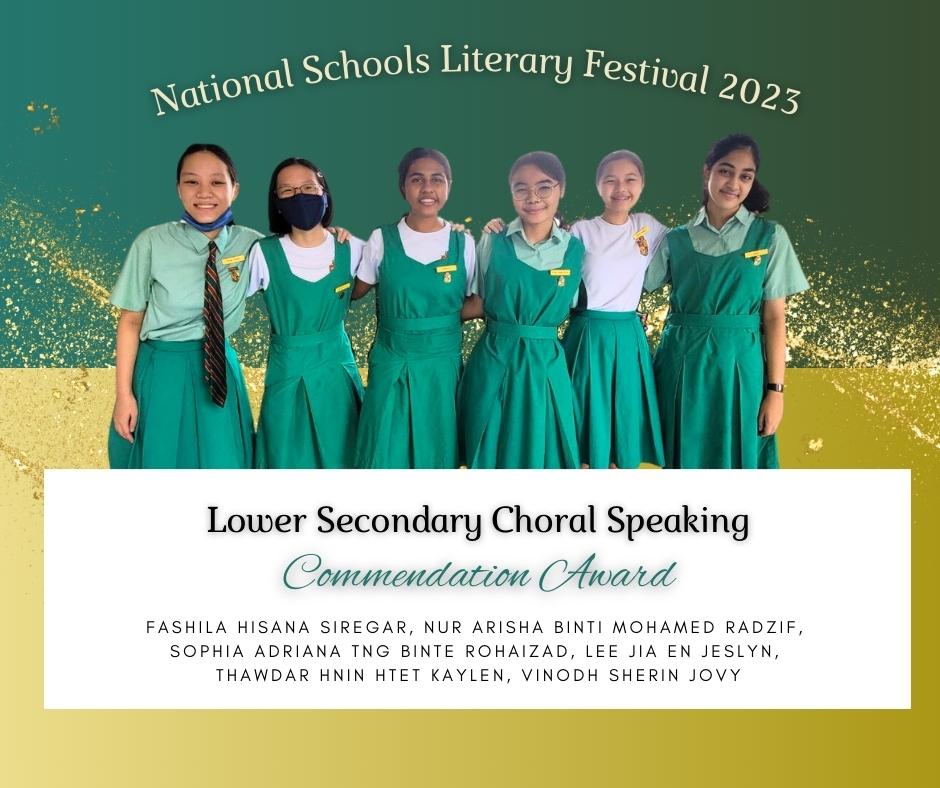 National Schools Literary Festival 2023
Lower Secondary Choral Speaking
Commendation Award
FASHILA HISANA SIREGAR, NUR ARISHA BINTI MOHAMED RADZIF,
SOPHIA ADRIANA TNG BINTE ROHAIZAD, LEE JIA EN JESLYN,
THAWDAR HNIN HTET KAYLEN, VINODH SHERIN JOVY